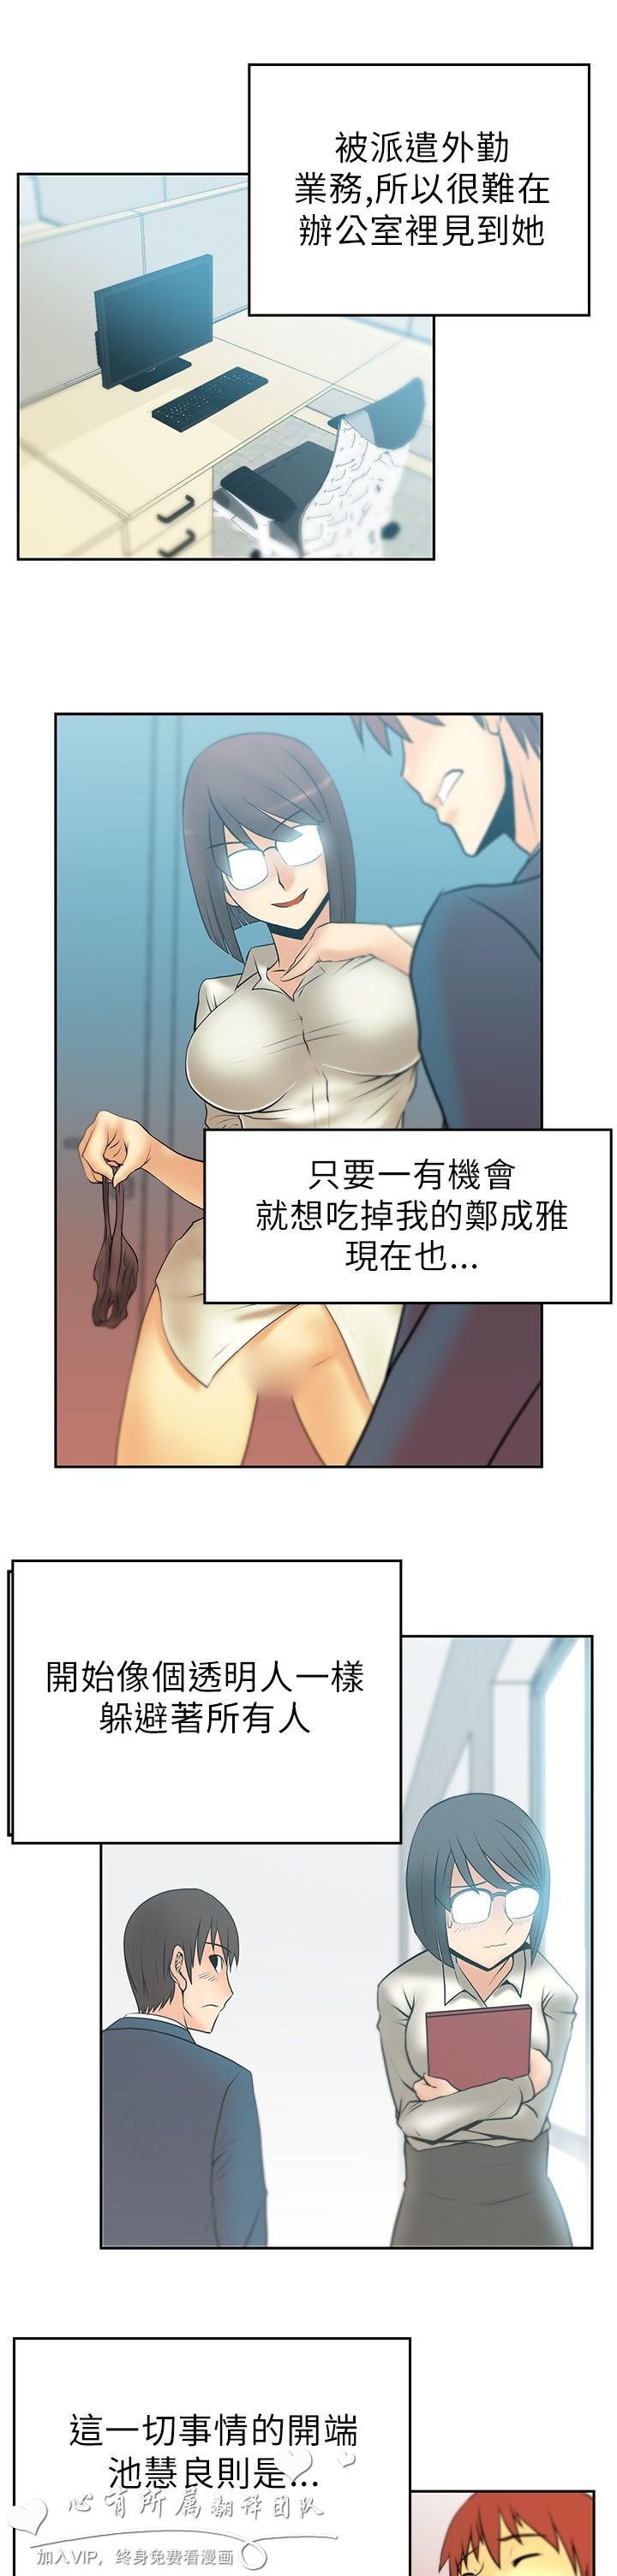 被派遣外勤
業務,所以很難在
辦公室裡見到她
只要一有機會
就想吃掉我的鄭成雅
現在也...
開始像個透明人一樣
躲避著所有人
這一切事情的開端
池慧良則是...
心有所属翻译团队
加入VIP，终身免费看漫画